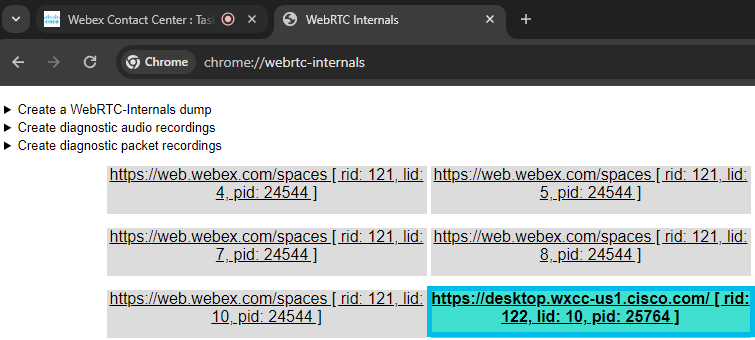 Webex Contact Center : Tas
WebRTC Internals
Chrome
chrome://webrtc-internals
Create a WebRTC-Internals dump
Create diagnostic audio recordings
Create diagnostic packet recordings
https://web.webex.com/spaces [ rid: 121, lid:
4, pid: 24544 ]
https://web.webex.com/spaces [ rid: 121, lid:
5, pid: 24544 ]
https://web.webex.com/spaces [ rid: 121, lid:
7, pid: 24544 ]
https://web.webex.com/spaces [ rid: 121, lid:
8, pid: 24544 ]
https://web.webex.com/spaces [ rid: 121, lid:
10, pid: 24544 ]
https://desktop.wxcc-us1.cisco.com/ [ rid:
122, lid: 10, pid: 25764 ]